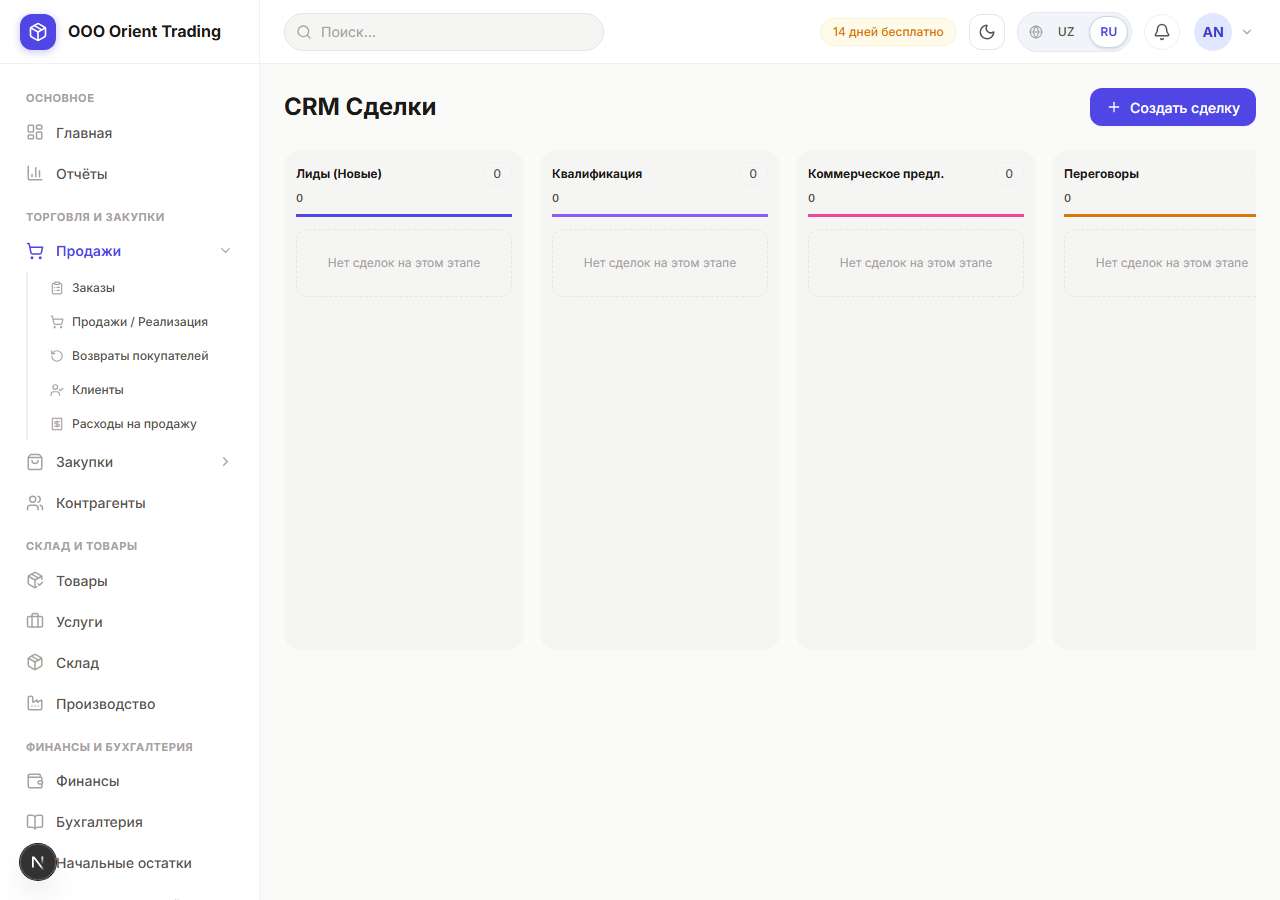 OOO Orient Trading
Поиск...
14 дней бесплатно
UZ
RU
AN
ОСНОВНОЕ
Главная
Отчёты
ТОРГОВЛЯ И ЗАКУПКИ
Продажи
Заказы
Продажи / Реализация
Возвраты покупателей
Клиенты
Расходы на продажу
Закупки
Контрагенты
СКЛАД И ТОВАРЫ
Товары
Услуги
Склад
Производство
ФИНАНСЫ И БУХГАЛТЕРИЯ
Финансы
Бухгалтерия
Начальные остатки
N
CRM Сделки
Создать сделку
Лиды (Новые)
0
0
Нет сделок на этом этапе
Квалификация
0
0
Нет сделок на этом этапе
Коммерческое предл.
0
0
Нет сделок на этом этапе
Переговоры
0
Нет сделок на этом этапе